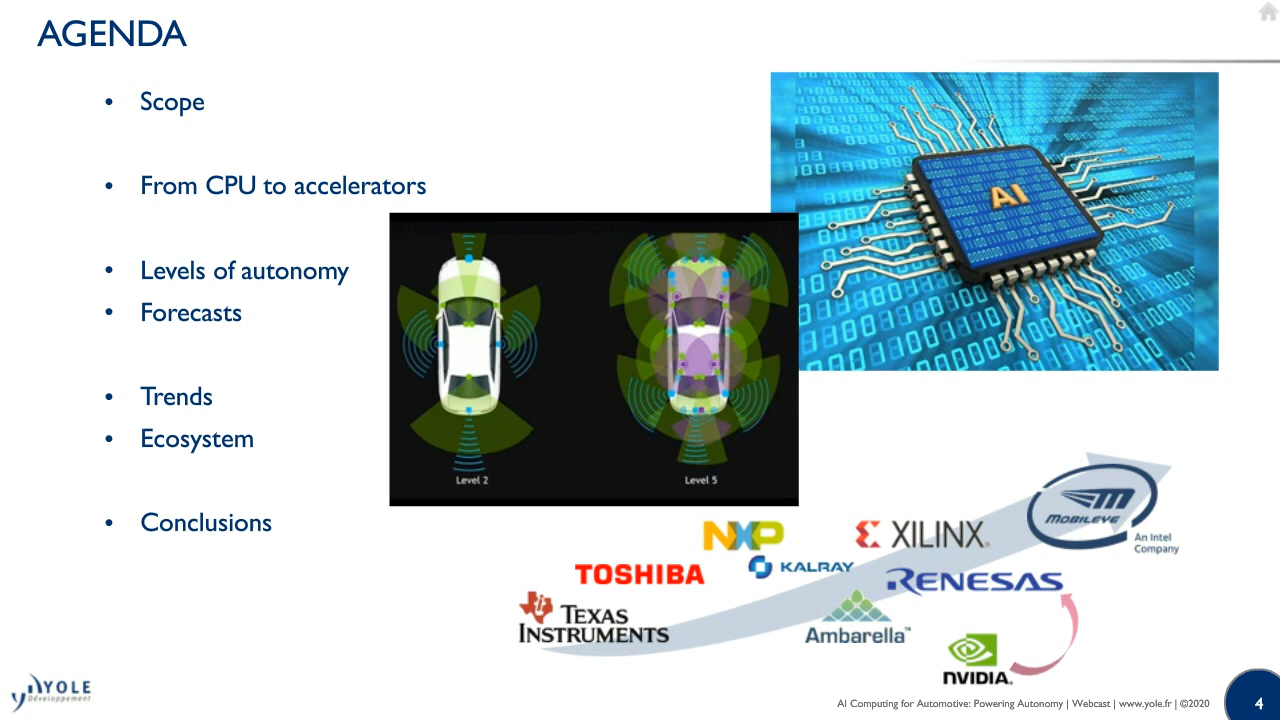 AGENDA
• Scope
• From CPU to accelerators
• Levels of autonomy
• Forecasts
• Trends
• Ecosystem
• Conclusions
AI
Level 2
Level 5
MOBILEYE
An Intel
Company
NXP
XILINX
KALRAY
TOSHIBA
RENESAS
TEXAS
INSTRUMENTS
Ambarella™
NVIDIA.
YOLE
Développement
AI Computing for Automotive: Powering Autonomy | Webcast | www.yole.fr | ©2020
4